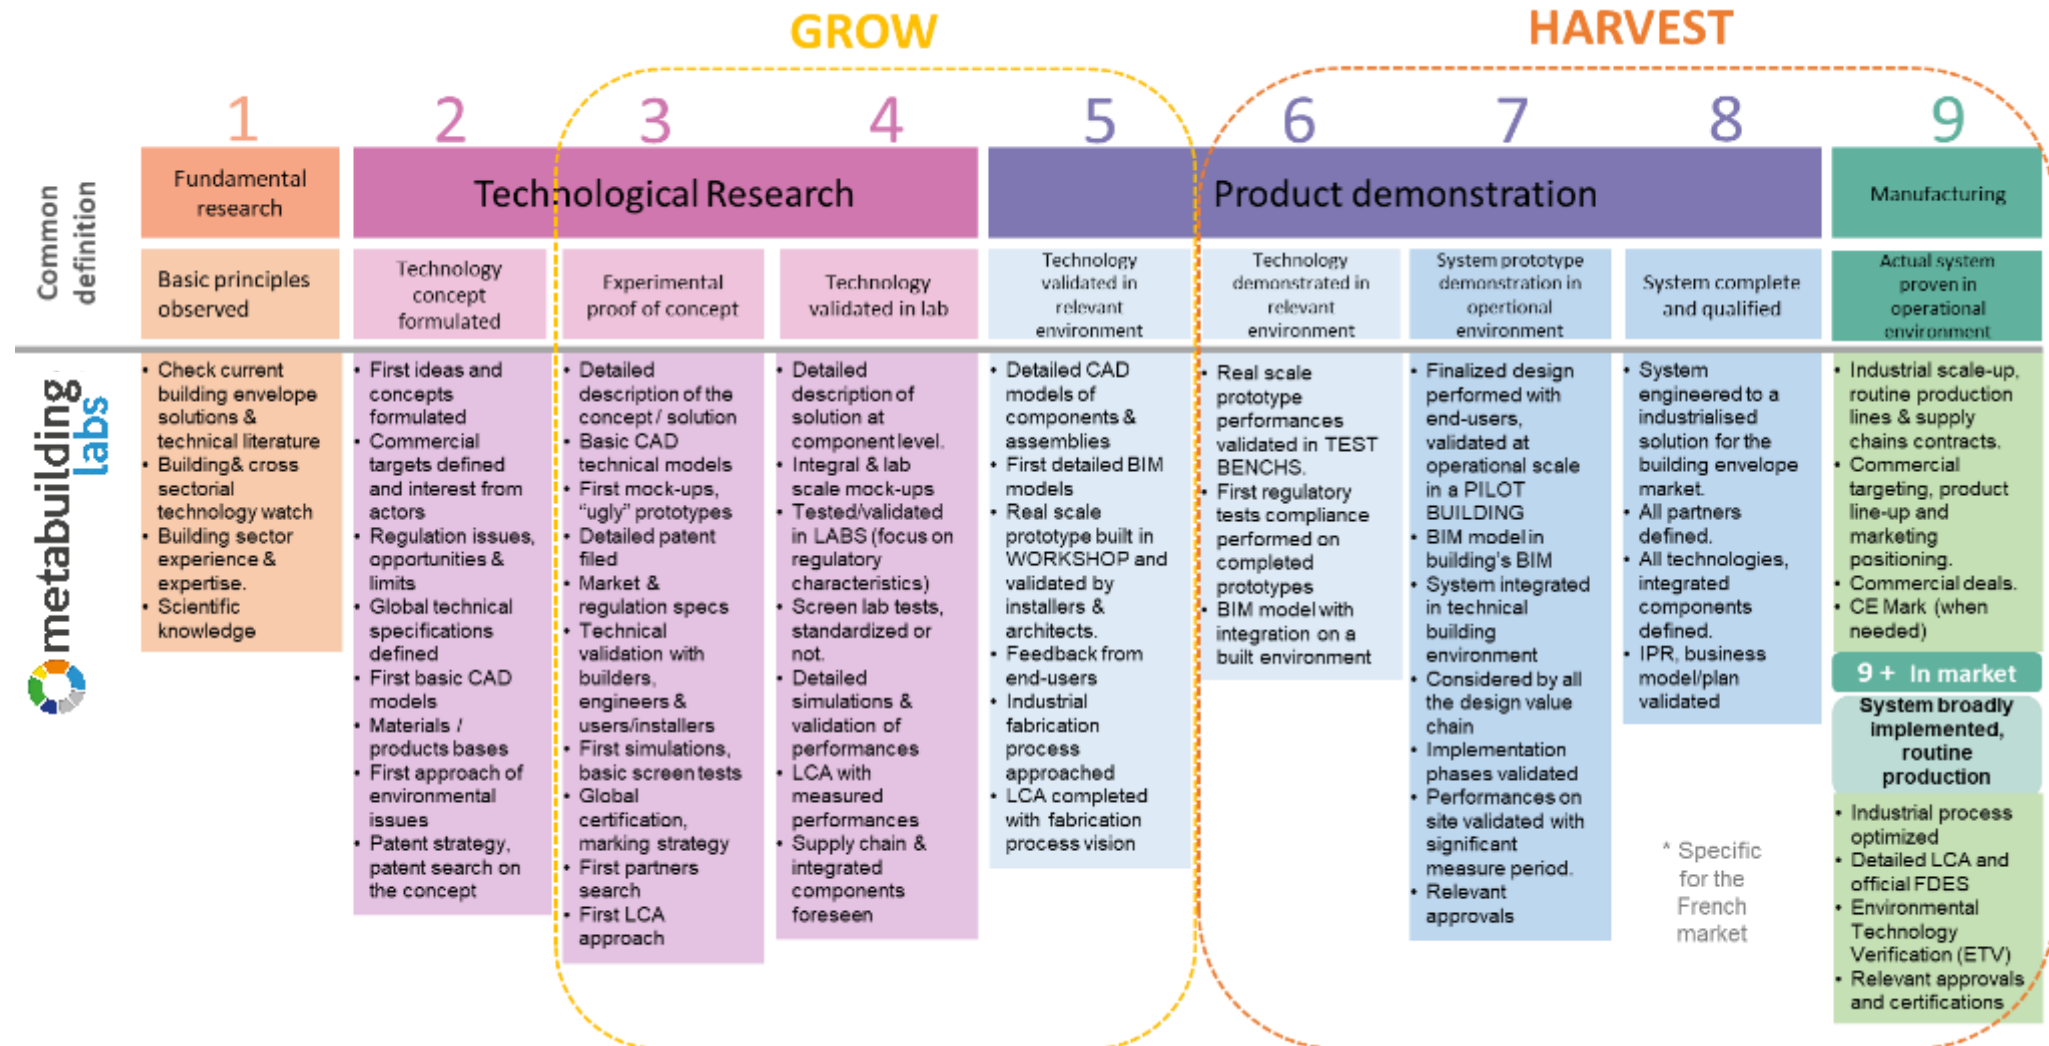 GROW
HARVEST
1
2
3
4
5
6
7
8
9
Common
definition
Fundamental
research
Technological Research
Product demonstration
Manufacturing
Basic principles
observed
Technology
concept
formulated
Experimental
proof of concept
Technology
validated in lab
Technology
validated in
relevant
environment
Technology
demonstrated in
relevant
environment
System prototype
demonstration in
opertional
environment
System complete
and qualified
Actual system
proven in
operational
environment
metabuilding
labs
• Check current
building envelope
solutions &
technical literature
• Building& cross
sectorial
technology watch
• Building sector
experience &
expertise.
• Scientific
knowledge
• First ideas and
concepts
formulated
• Commercial
targets defined
and interest from
actors
• Regulation issues,
opportunities &
limits
• Global technical
specifications
defined
• First basic CAD
models
• Materials /
products bases
• First approach of
environmental
issues
• Patent strategy,
patent search on
the concept
• Detailed
description of the
concept / solution
• Basic CAD
technical models
• First mock-ups,
“ugly” prototypes
• Detailed patent
filed
• Market &
regulation specs
• Technical
validation with
builders,
engineers &
users/installers
• First simulations,
basic screen tests
• Global
certification,
marking strategy
• First partners
search
• First LCA
approach
• Detailed
description of
solution at
component level.
• Integral & lab
scale mock-ups
• Tested/validated
in LABS (focus on
regulatory
characteristics)
• Screen lab tests,
standardized or
not.
• Detailed
simulations &
validation of
performances
• LCA with
measured
performances
• Supply chain &
integrated
components
foreseen
• Detailed CAD
models of
components &
assemblies
• First detailed BIM
models
• Real scale
prototype built in
WORKSHOP and
validated by
installers &
architects.
• Feedback from
end-users
• Industrial
fabrication
process
approached
• LCA completed
with fabrication
process vision
• Real scale
prototype
performances
validated in TEST
BENCHS.
• First regulatory
tests compliance
performed on
completed
prototypes
• BIM model with
integration on a
built environment
• Finalized design
performed with
end-users,
validated at
operational scale
in a PILOT
BUILDING
• BIM model in
building's BIM
• System integrated
in technical
building
environment
• Considered by all
the design value
chain
• Implementation
phases validated
• Performances on
site validated with
significant
measure period.
• Relevant
approvals
• System
engineered to a
industrialised
solution for the
building envelope
market.
• All partners
defined.
• All technologies,
integrated
components
defined.
• IPR, business
model/plan
validated
* Specific
for the
French
market
• Industrial scale-up,
routine production
lines & supply
chains contracts.
• Commercial
targeting, product
line-up and
marketing
positioning.
• Commercial deals.
• CE Mark (when
needed)
9 + In market
System broadly
implemented,
routine
production
• Industrial process
optimized
• Detailed LCA and
official FDES
• Environmental
Technology
Verification (ETV)
• Relevant approvals
and certifications